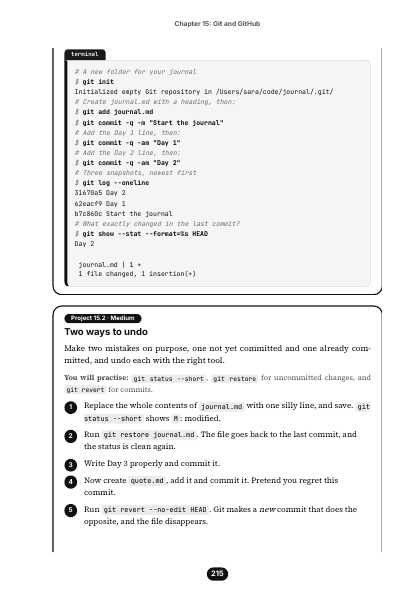 Chapter 15: Git and GitHub
terminal
# A new folder for your journal
$ git init
Initialized empty Git repository in /Users/sara/code/journal/.git/
# Create journal.md with a heading, then:
$ git add journal.md
$ git commit -q -m "Start the journal"
# Add the Day 1 line, then:
$ git commit -q -am "Day 1"
# Add the Day 2 line, then:
$ git commit -q -am "Day 2"
# Three snapshots, newest first
$ git log --oneline
31670a5 Day 2
62eacf9 Day 1
b7c860c Start the journal
# What exactly changed in the last commit?
$ git show --stat --format=%s HEAD
Day 2
journal.md | 1 +
1 file changed, 1 insertion(+)
Project 15.2 · Medium
Two ways to undo
Make two mistakes on purpose, one not yet committed and one already com-
mitted, and undo each with the right tool.
You will practise: git status --short, git restore for uncommitted changes, and
git revert for commits.
1 Replace the whole contents of journal.md with one silly line, and save. git
status --short shows M: modified.
2 Run git restore journal.md. The file goes back to the last commit, and
the status is clean again.
3 Write Day 3 properly and commit it.
4 Now create quote.md, add it and commit it. Pretend you regret this
commit.
5 Run git revert --no-edit HEAD. Git makes a new commit that does the
opposite, and the file disappears.
215